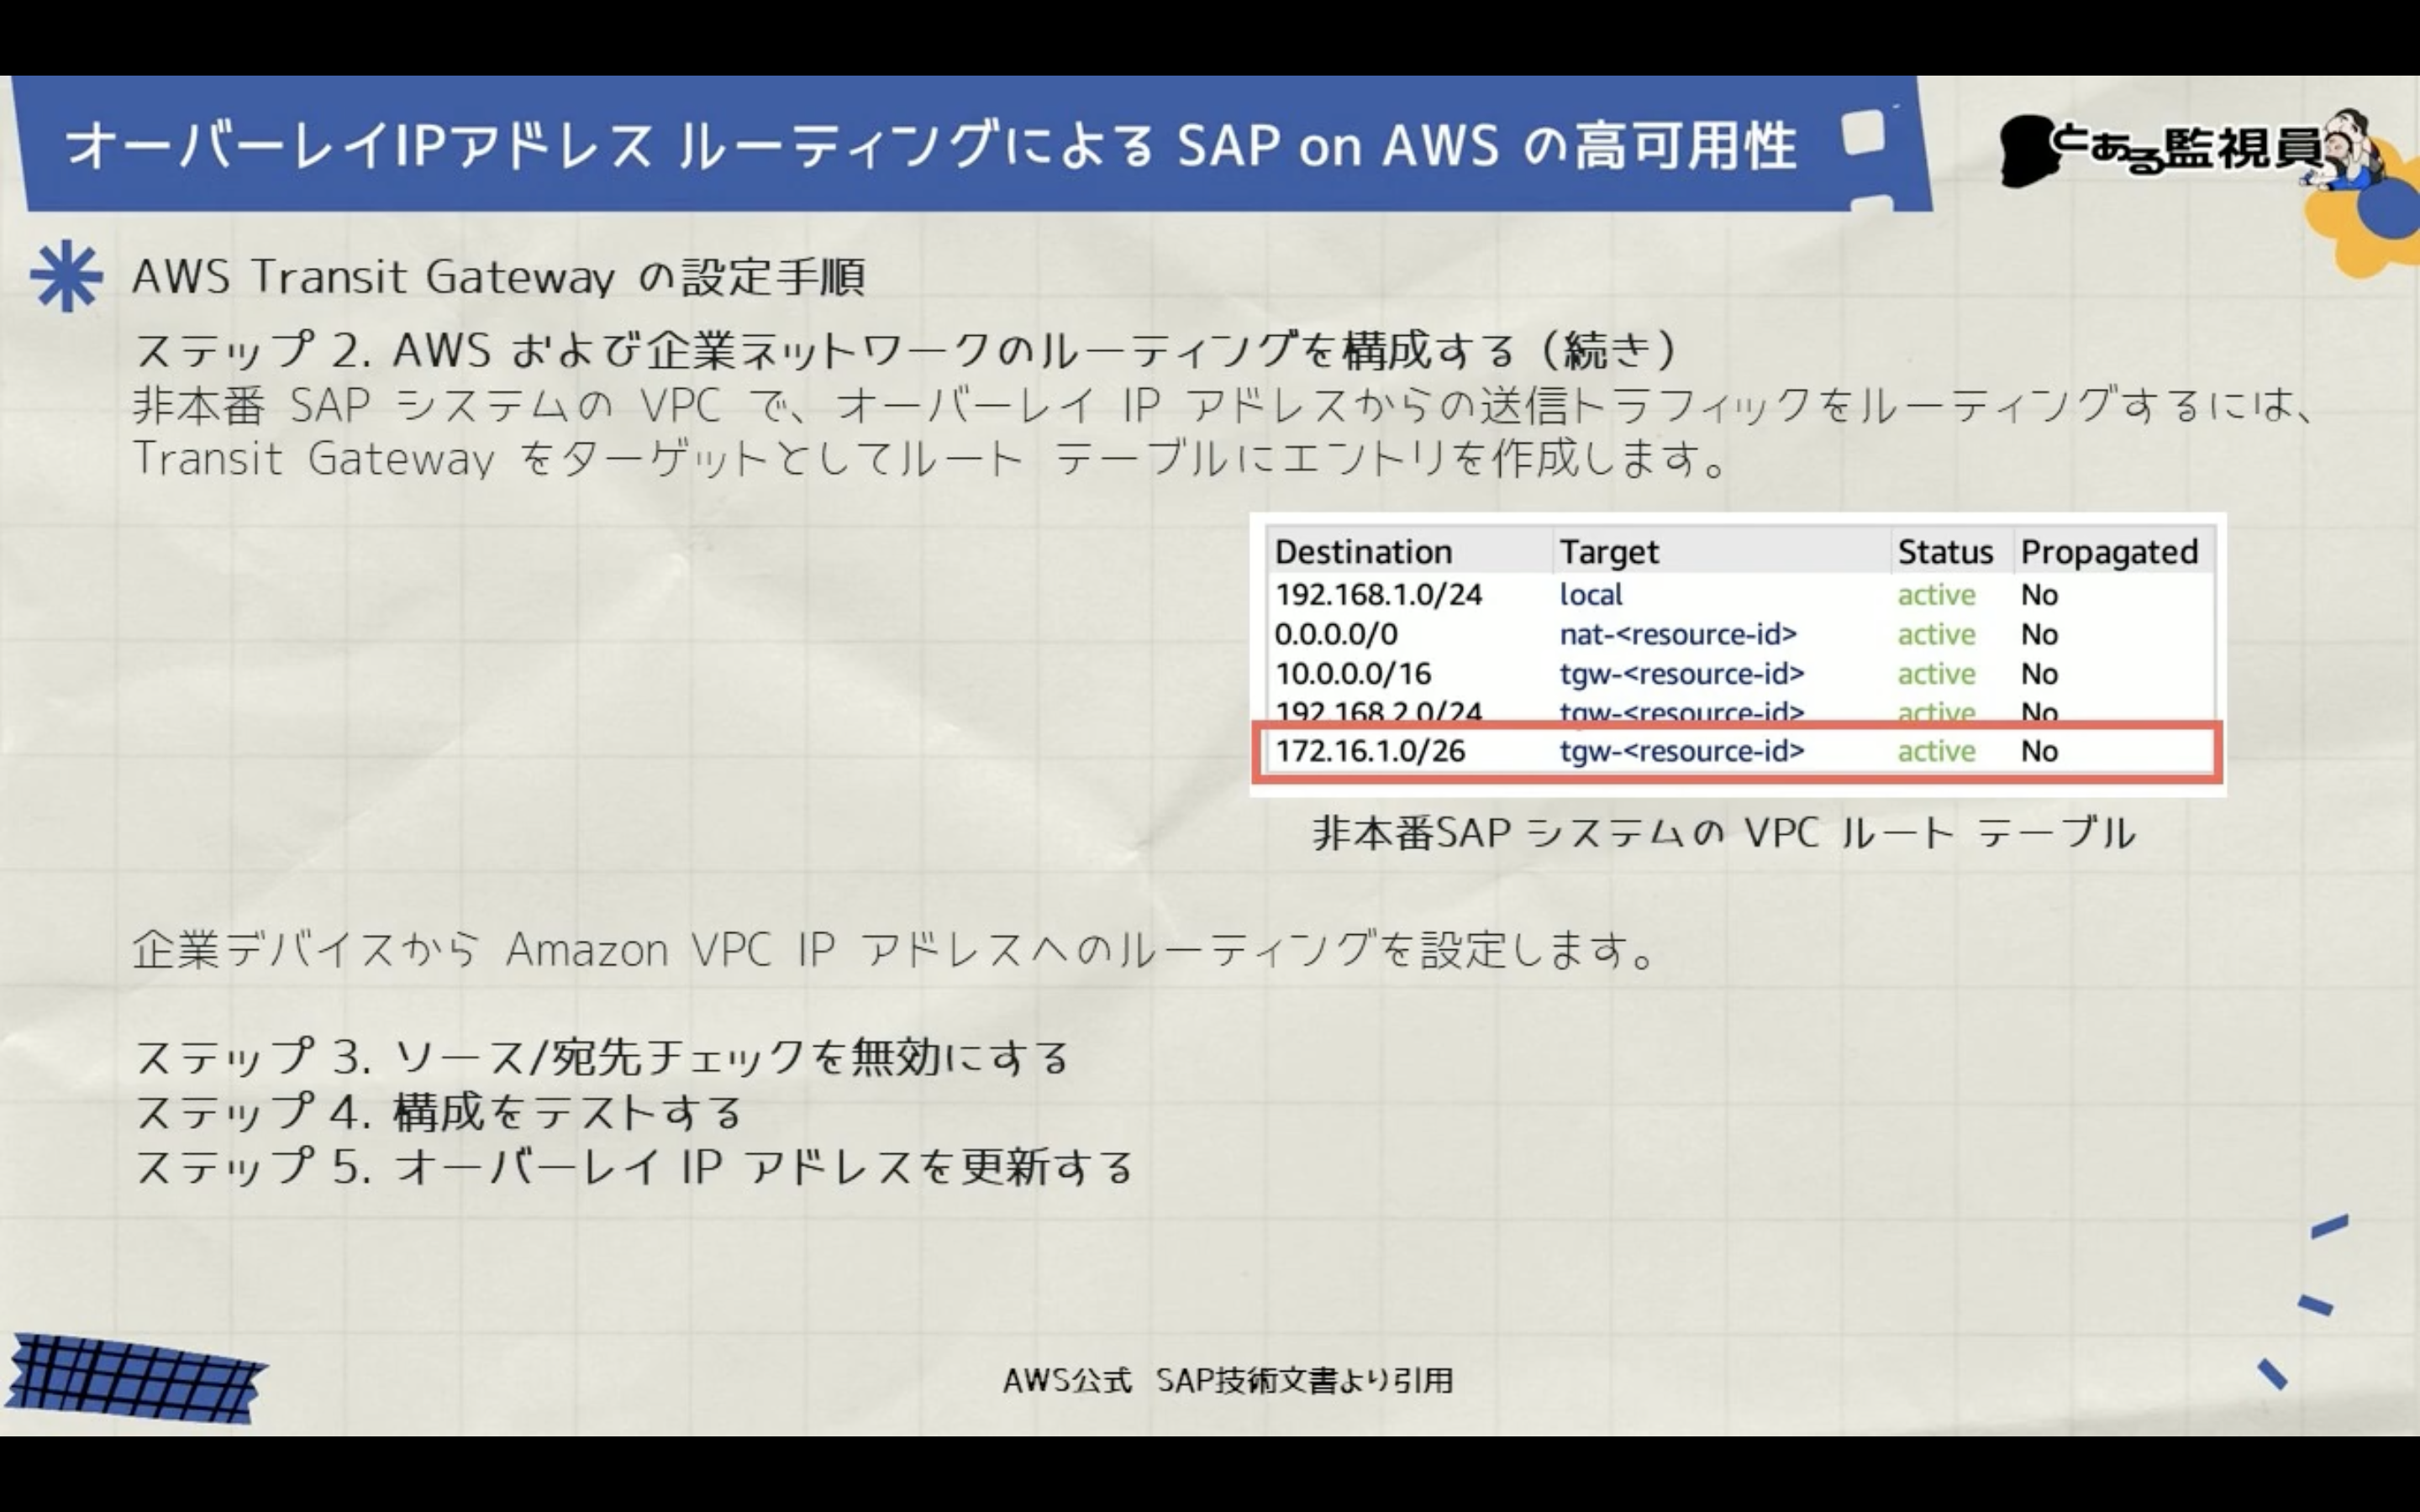 オーバーレイIPアドレス ルーティングによる SAP on AWS の高可用性
とある監視員
AWS Transit Gateway の設定手順
ステップ 2. AWS および企業ネットワークのルーティングを構成する（続き）
非本番 SAP システムの VPC で、オーバーレイ IP アドレスからの送信トラフィックをルーティングするには、
Transit Gateway をターゲットとしてルート テーブルにエントリを作成します。
Destination Target Status Propagated
192.168.1.0/24 local active No
0.0.0.0/0 nat-<resource-id> active No
10.0.0.0/16 tgw-<resource-id> active No
192.168.2.0/24 tgw-<resource-id> active No
172.16.1.0/26 tgw-<resource-id> active No
非本番SAP システムの VPC ルート テーブル
企業デバイスから Amazon VPC IP アドレスへのルーティングを設定します。
ステップ 3. ソース/宛先チェックを無効にする
ステップ 4. 構成をテストする
ステップ 5. オーバーレイ IP アドレスを更新する
AWS公式 SAP技術文書より引用